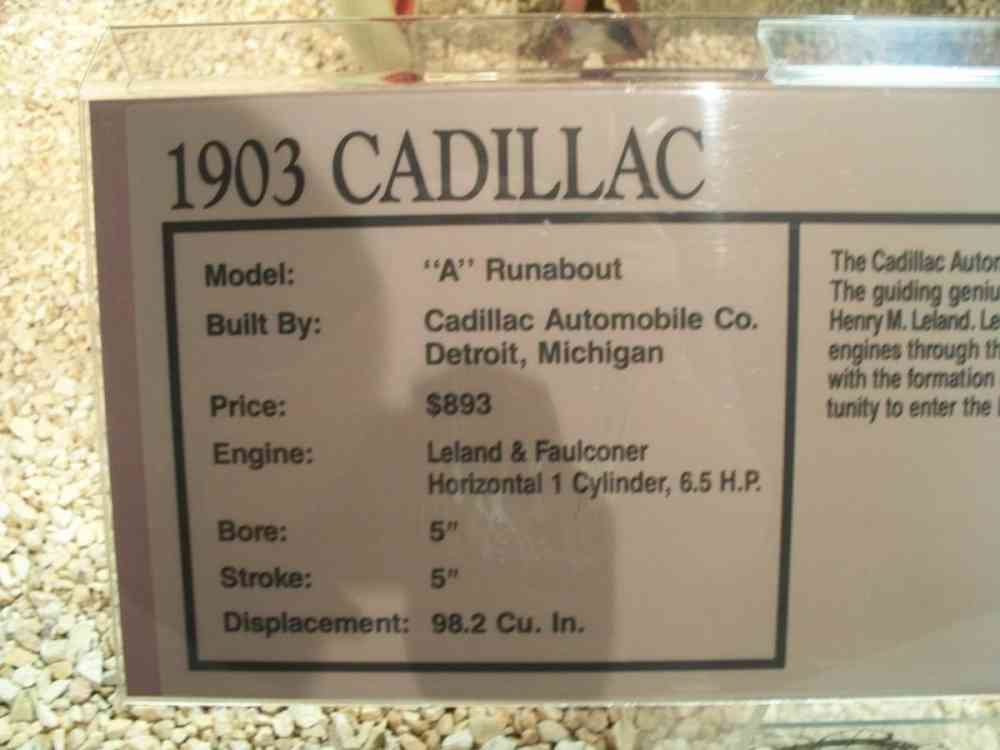 1903 CADILLAC
Model: "A" Runabout
Built By: Cadillac Automobile Co.
Detroit, Michigan
Price: $893
Engine: Leland & Faulconer
Horizontal 1 Cylinder, 6.5 H.P.
Bore: 5"
Stroke: 5"
Displacement: 98.2 Cu. In.
The Cadillac
The guiding
Henry M. Leland.
engines through
with the formation
tunity to enter the